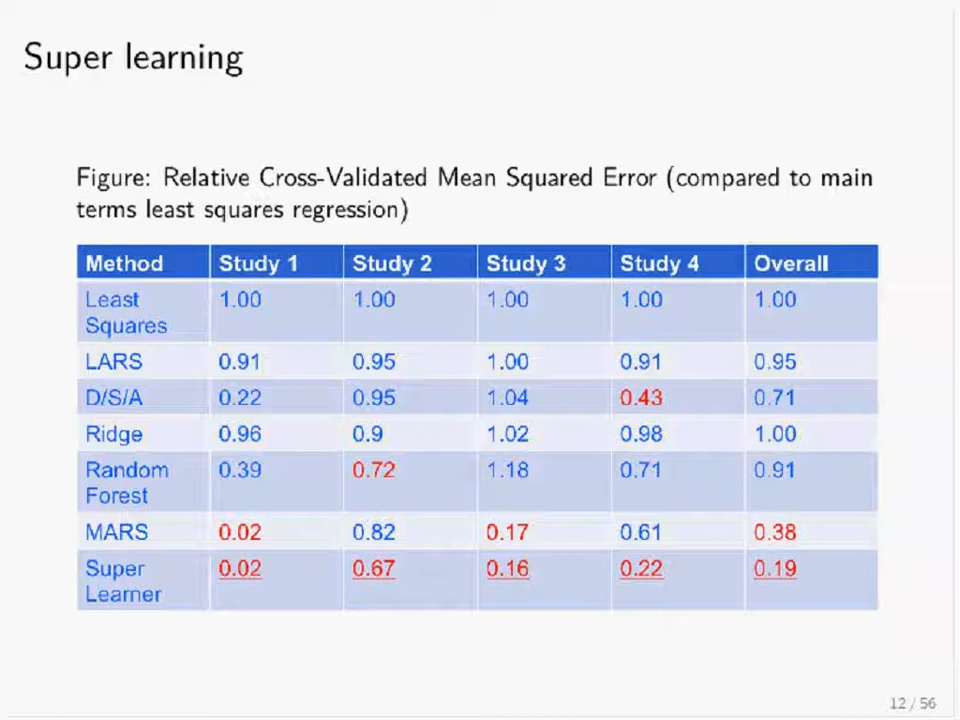 Super learning
Figure: Relative Cross-Validated Mean Squared Error (compared to main
terms least squares regression)
Method Study 1 Study 2 Study 3 Study 4 Overall
Least Squares 1.00 1.00 1.00 1.00 1.00
LARS 0.91 0.95 1.00 0.91 0.95
D/S/A 0.22 0.95 1.04 0.43 0.71
Ridge 0.96 0.9 1.02 0.98 1.00
Random Forest 0.39 0.72 1.18 0.71 0.91
MARS 0.02 0.82 0.17 0.61 0.38
Super Learner 0.02 0.67 0.16 0.22 0.19
12 / 56